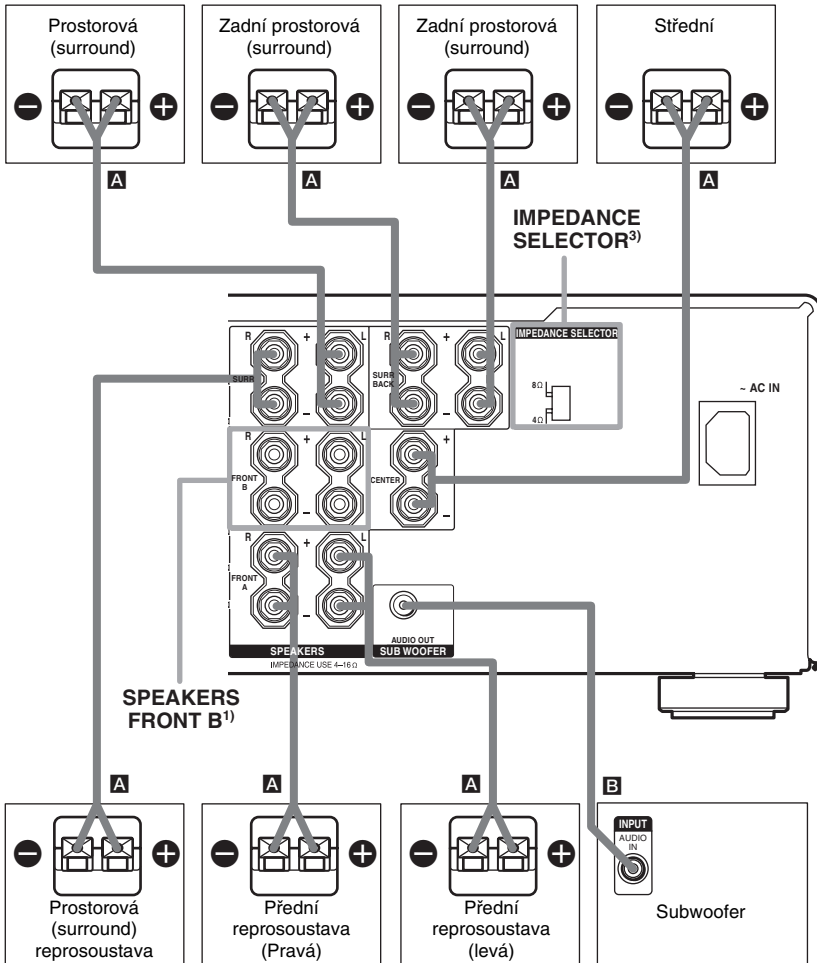 Prostorová
(surround)
Zadní prostorová
(surround)
Zadní prostorová
(surround)
Střední
A
A
A
A
IMPEDANCE
SELECTOR3)
R
+
L
R
+
L
IMPEDANCE SELECTOR
SURR
SURR
BACK
8Ω
4Ω
~ AC IN
–
–
R
+
L
+
FRONT
B
CENTER
–
–
R
+
L
FRONT
A
–
AUDIO OUT
SPEAKERS
SUB WOOFER
IMPEDANCE USE 4–16 Ω
SPEAKERS
FRONT B1)
A
A
A
B
INPUT
AUDIO
IN
Prostorová
(surround)
reprosoustava
Přední
reprosoustava
(Pravá)
Přední
reprosoustava
(levá)
Subwoofer